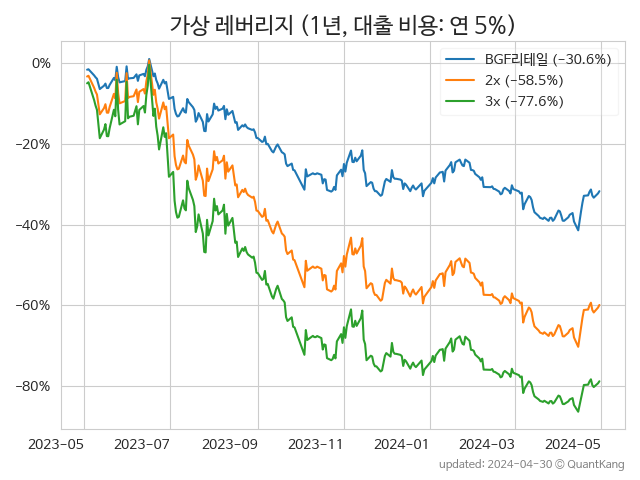 가상 레버리지 (1년, 대출 비용: 연 5%)
BGF리테일 (−30.6%)
2x (−58.5%)
3x (−77.6%)
0%
−20%
−40%
−60%
−80%
2023-05 2023-07 2023-09 2023-11 2024-01 2024-03 2024-05
updated: 2024-04-30 © QuantKang